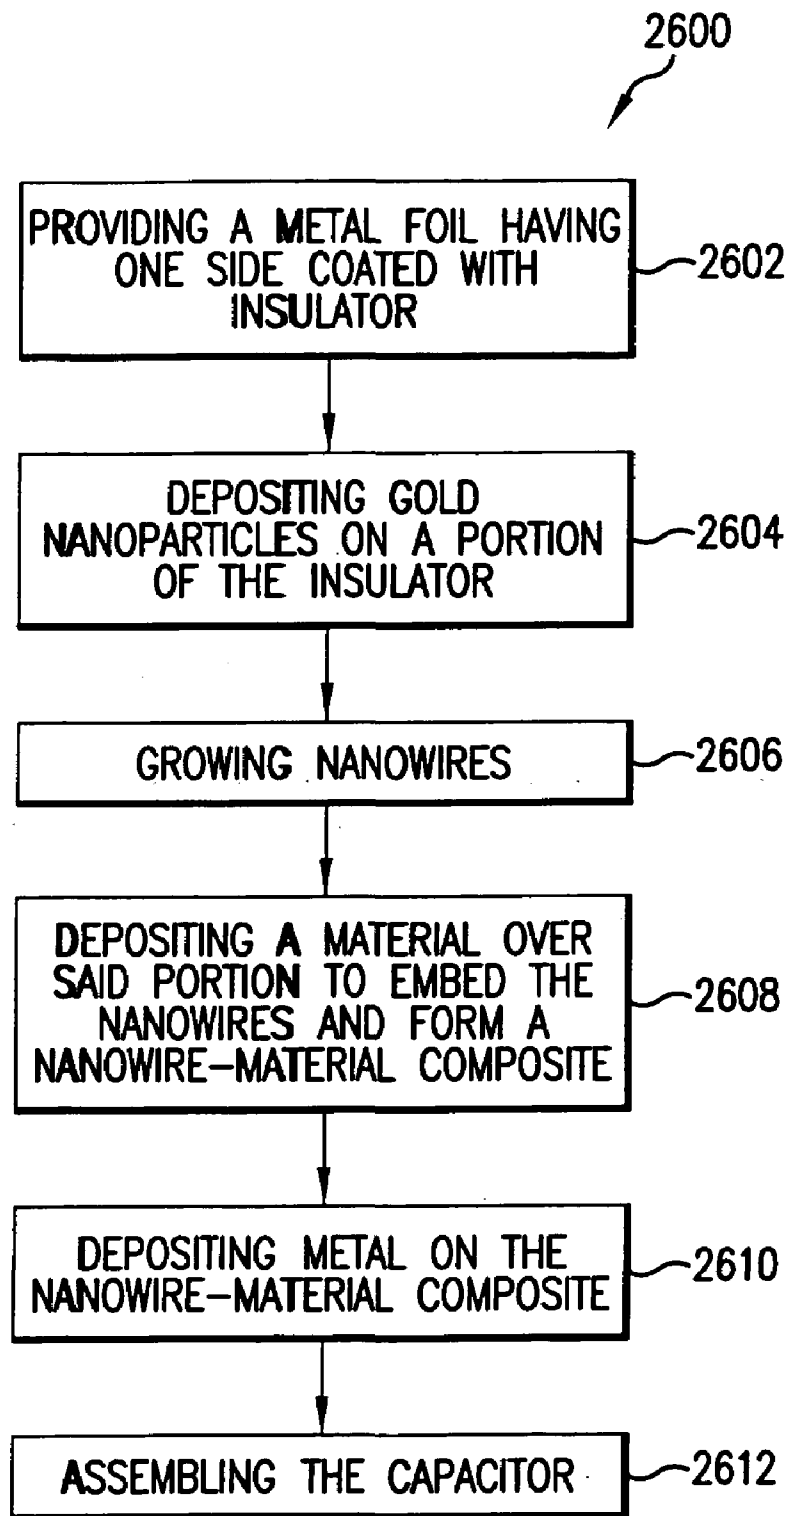 2600
PROVIDING A METAL FOIL HAVING
ONE SIDE COATED WITH
INSULATOR
2602
DEPOSITING GOLD
NANOPARTICLES ON A PORTION
OF THE INSULATOR
2604
GROWING NANOWIRES
2606
DEPOSITING A MATERIAL OVER
SAID PORTION TO EMBED THE
NANOWIRES AND FORM A
NANOWIRE-MATERIAL COMPOSITE
2608
DEPOSITING METAL ON THE
NANOWIRE-MATERIAL COMPOSITE
2610
ASSEMBLING THE CAPACITOR
2612